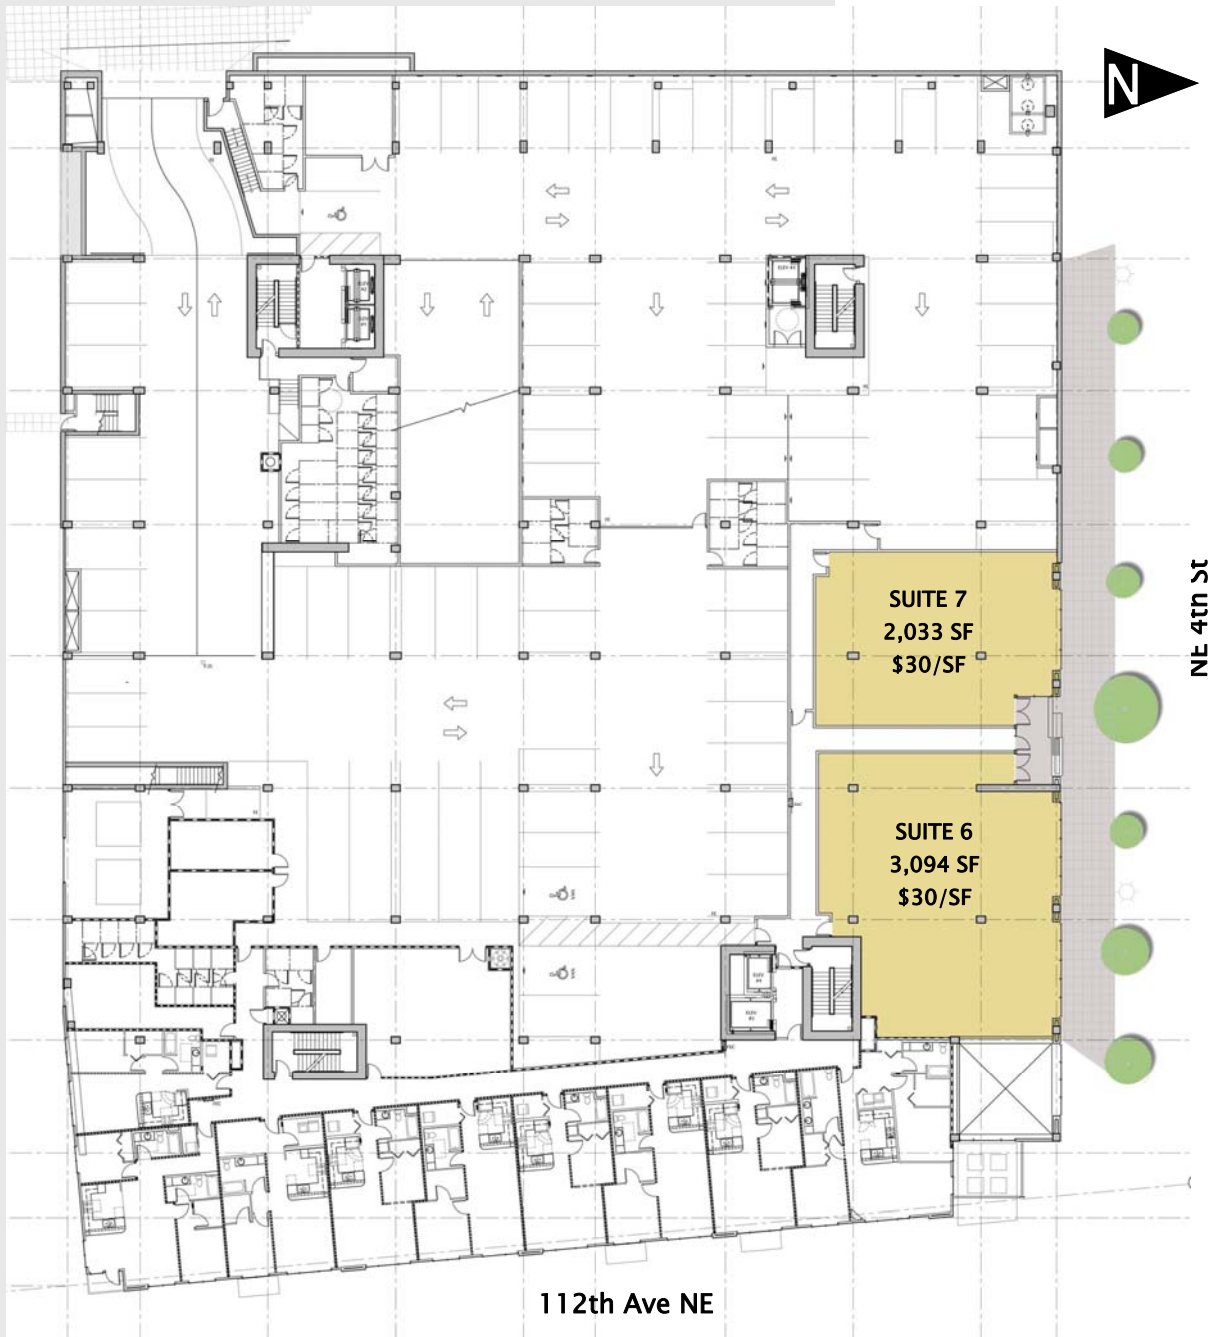 N
NE 4th St
SUITE 7
2,033 SF
$30/SF
SUITE 6
3,094 SF
$30/SF
112th Ave NE